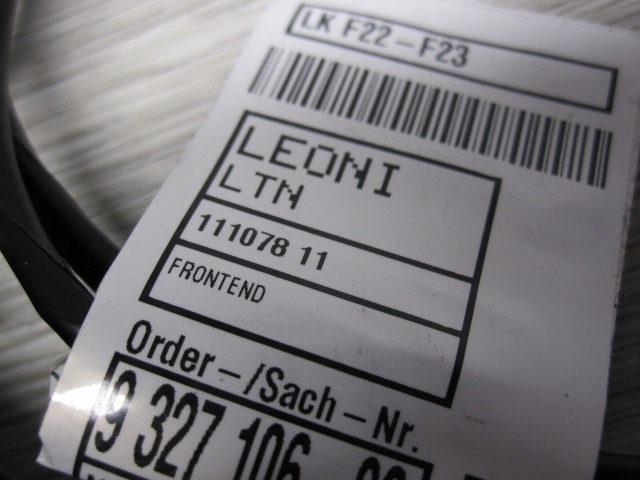 LK F22-F23
LEONI
LTN
111078 11
FRONTEND
Order-/Sach-Nr.
9 327 106